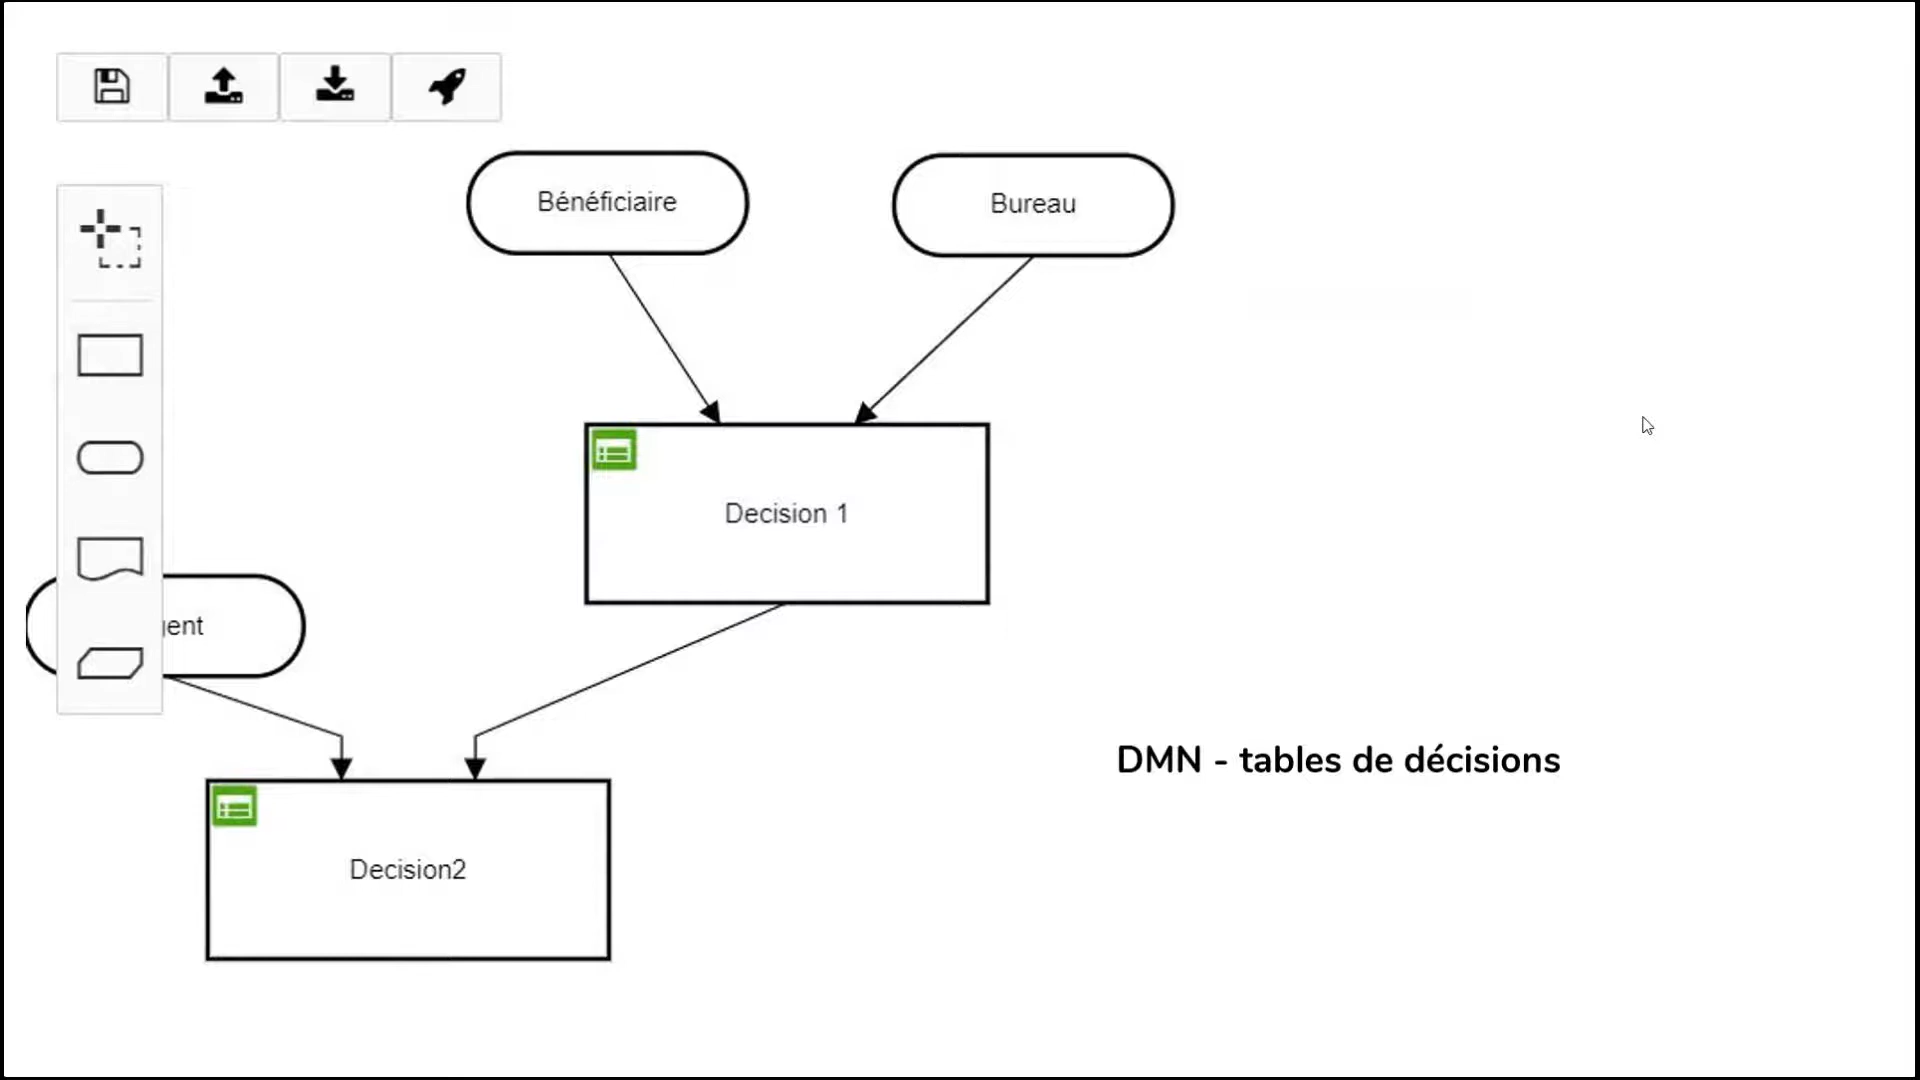 Bénéficiaire
Bureau
Decision 1
DMN - tables de décisions
Decision2